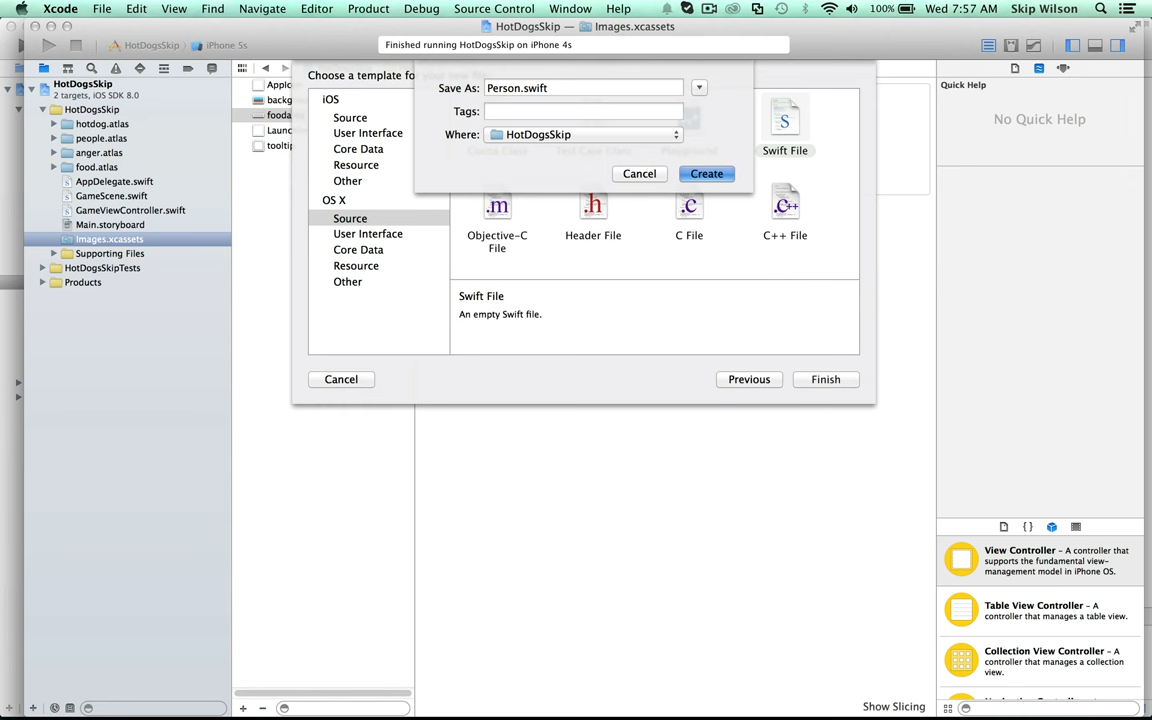 Xcode File Edit View Find Navigate Editor Product Debug Source Control Window Help 100% Wed 7:57 AM Skip Wilson
HotDogsSkip — Images.xcassets
HotDogsSkip iPhone 5s
Finished running HotDogsSkip on iPhone 4s
HotDogsSkip
2 targets, iOS SDK 8.0
HotDogsSkip
hotdog.atlas
people.atlas
anger.atlas
food.atlas
AppDelegate.swift
GameScene.swift
GameViewController.swift
Main.storyboard
Images.xcassets
Supporting Files
HotDogsSkipTests
Products
AppIc
backg
fooda
Laun
tooltip
Choose a template fo
iOS
Source
User Interface
Core Data
Resource
Other
OS X
Source
User Interface
Core Data
Resource
Other
Save As: Person.swift
Tags:
Where: HotDogsSkip
Cancel Create
S
Swift File
.m
Objective-C
File
.h
Header File
.c
C File
.c++
C++ File
Swift File
An empty Swift file.
Cancel Previous Finish
Quick Help
No Quick Help
{ }
View Controller – A controller that
supports the fundamental view-
management model in iPhone OS.
Table View Controller – A
controller that manages a table view.
Collection View Controller – A
controller that manages a collection
view.
Show Slicing